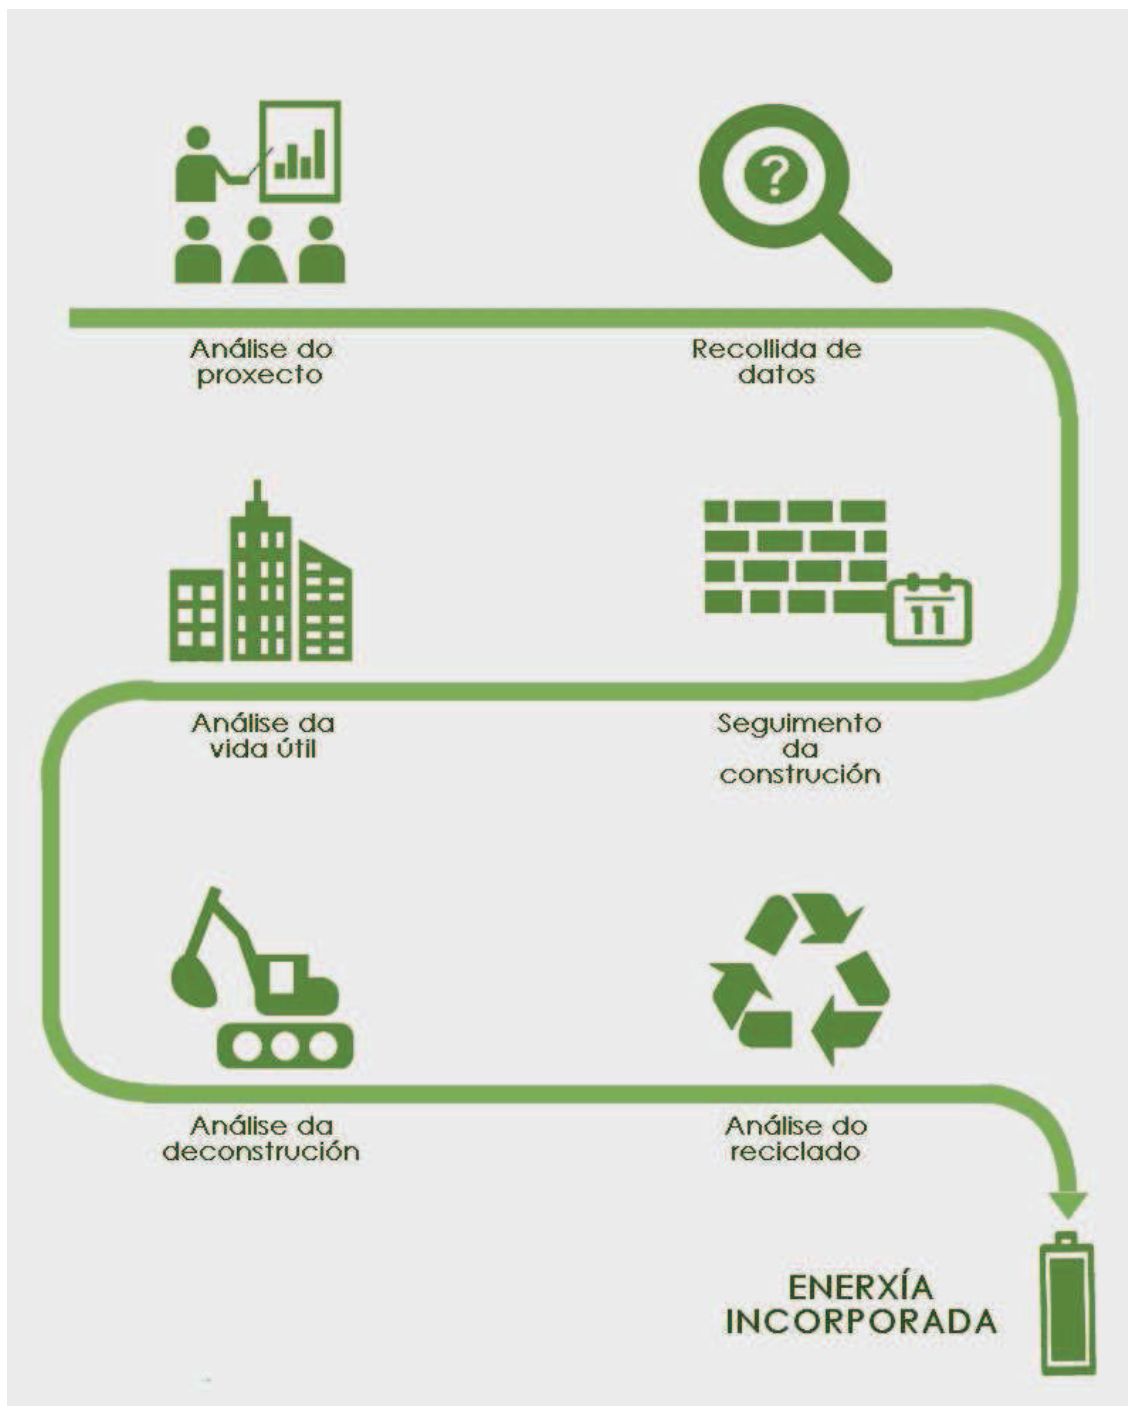 Análise do
proxecto
Recollida de
datos
?
11
Análise da
vida útil
Seguimento
da
construción
Análise da
deconstrución
Análise do
reciclado
ENERXÍA
INCORPORADA